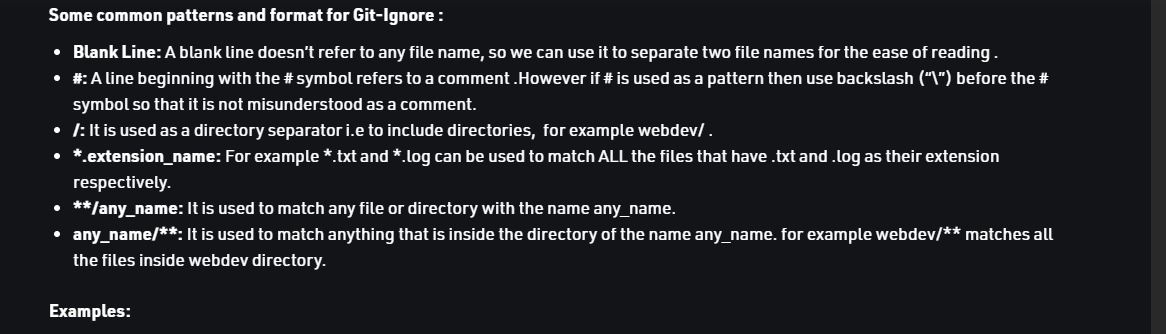 Some common patterns and format for Git-Ignore :
• Blank Line: A blank line doesn't refer to any file name, so we can use it to separate two file names for the ease of reading .
• #: A line beginning with the # symbol refers to a comment .However if # is used as a pattern then use backslash (“\”) before the #
symbol so that it is not misunderstood as a comment.
• /: It is used as a directory separator i.e to include directories, for example webdev/ .
• *.extension_name: For example *.txt and *.log can be used to match ALL the files that have .txt and .log as their extension
respectively.
• **/any_name: It is used to match any file or directory with the name any_name.
• any_name/**: It is used to match anything that is inside the directory of the name any_name. for example webdev/** matches all
the files inside webdev directory.
Examples: